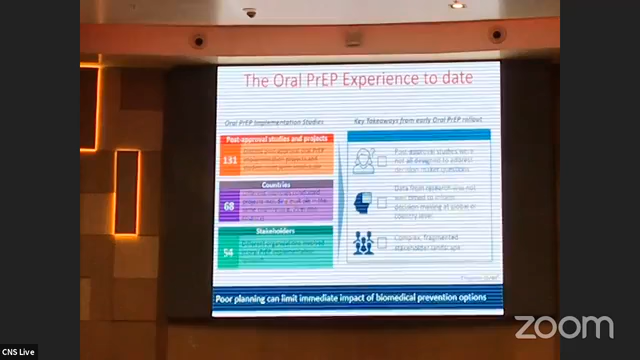 The Oral PrEP Experience to date
Oral PrEP Implementation Studies
Key Takeaways from early Oral PrEP rollout
Post-approval studies and projects
131
Countries
68
Stakeholders
54
Different organizations involved
Post approval studies were
not all designed to address
decision maker questions
Data from research was not
decision making at global or
country level
Complex, fragmented
stakeholder landscape
Poor planning can limit immediate impact of biomedical prevention options
CNS Live
zoom